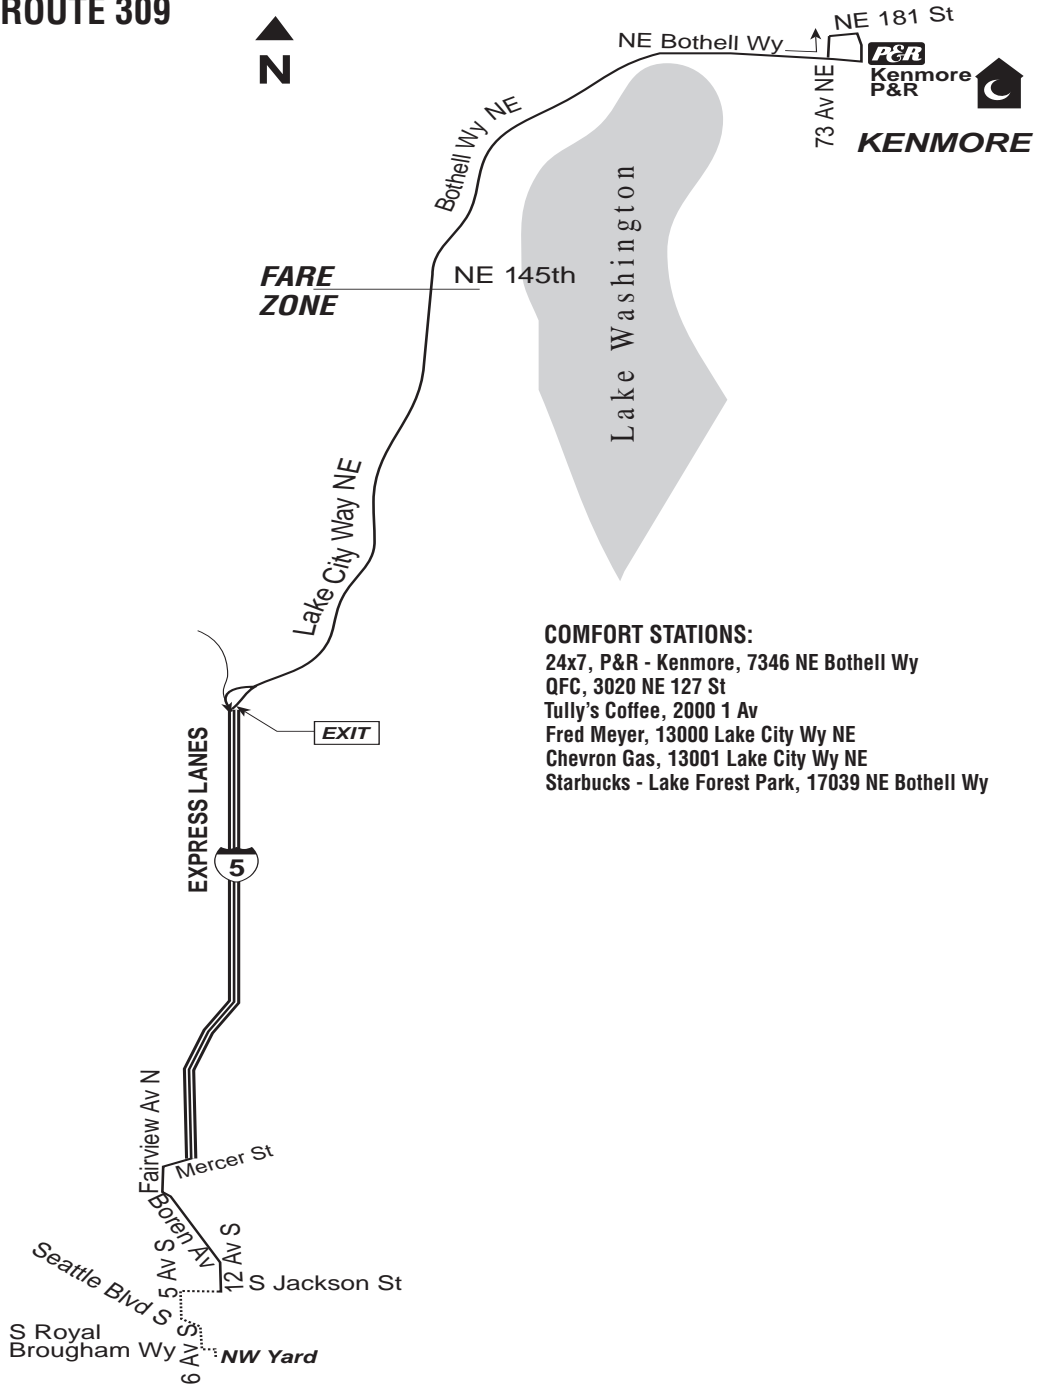 ROUTE 309
N
NE 181 St
NE Bothell Wy
P&R
Kenmore
P&R
73 Av NE
KENMORE
Bothell Wy NE
Lake Washington
FARE
ZONE
NE 145th
Lake City Way NE
COMFORT STATIONS:
24x7, P&R - Kenmore, 7346 NE Bothell Wy
QFC, 3020 NE 127 St
Tully's Coffee, 2000 1 Av
Fred Meyer, 13000 Lake City Wy NE
Chevron Gas, 13001 Lake City Wy NE
Starbucks - Lake Forest Park, 17039 NE Bothell Wy
EXIT
EXPRESS LANES
5
Fairview Av N
Mercer St
Boren Av
12 Av S
5 Av S
S Jackson St
Seattle Blvd S
S Royal
Brougham Wy
6 Av S
NW Yard